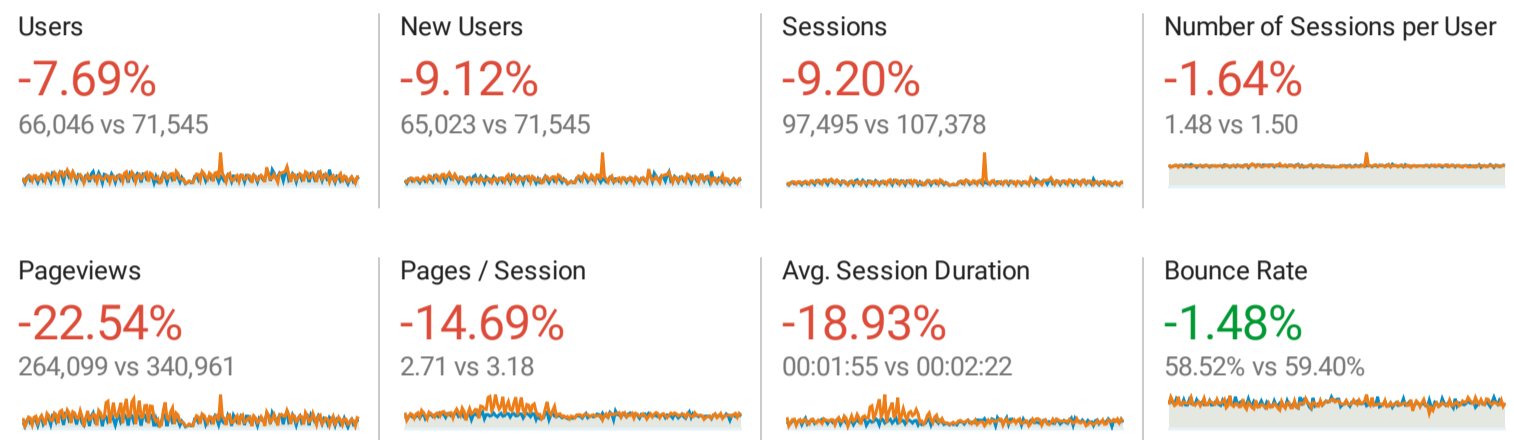 Users
-7.69%
66,046 vs 71,545
New Users
-9.12%
65,023 vs 71,545
Sessions
-9.20%
97,495 vs 107,378
Number of Sessions per User
-1.64%
1.48 vs 1.50
Pageviews
-22.54%
264,099 vs 340,961
Pages / Session
-14.69%
2.71 vs 3.18
Avg. Session Duration
-18.93%
00:01:55 vs 00:02:22
Bounce Rate
-1.48%
58.52% vs 59.40%